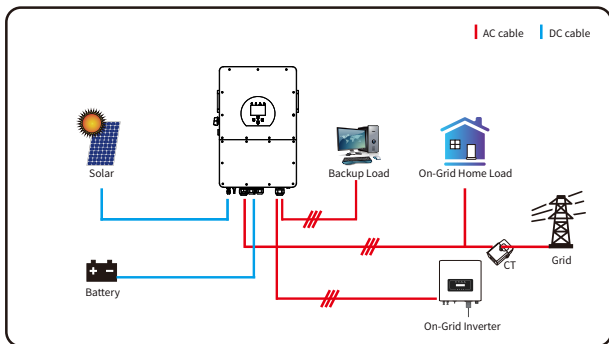 AC cable
DC cable
Solar
Backup Load
On-Grid Home Load
CT
Grid
Battery
On-Grid Inverter